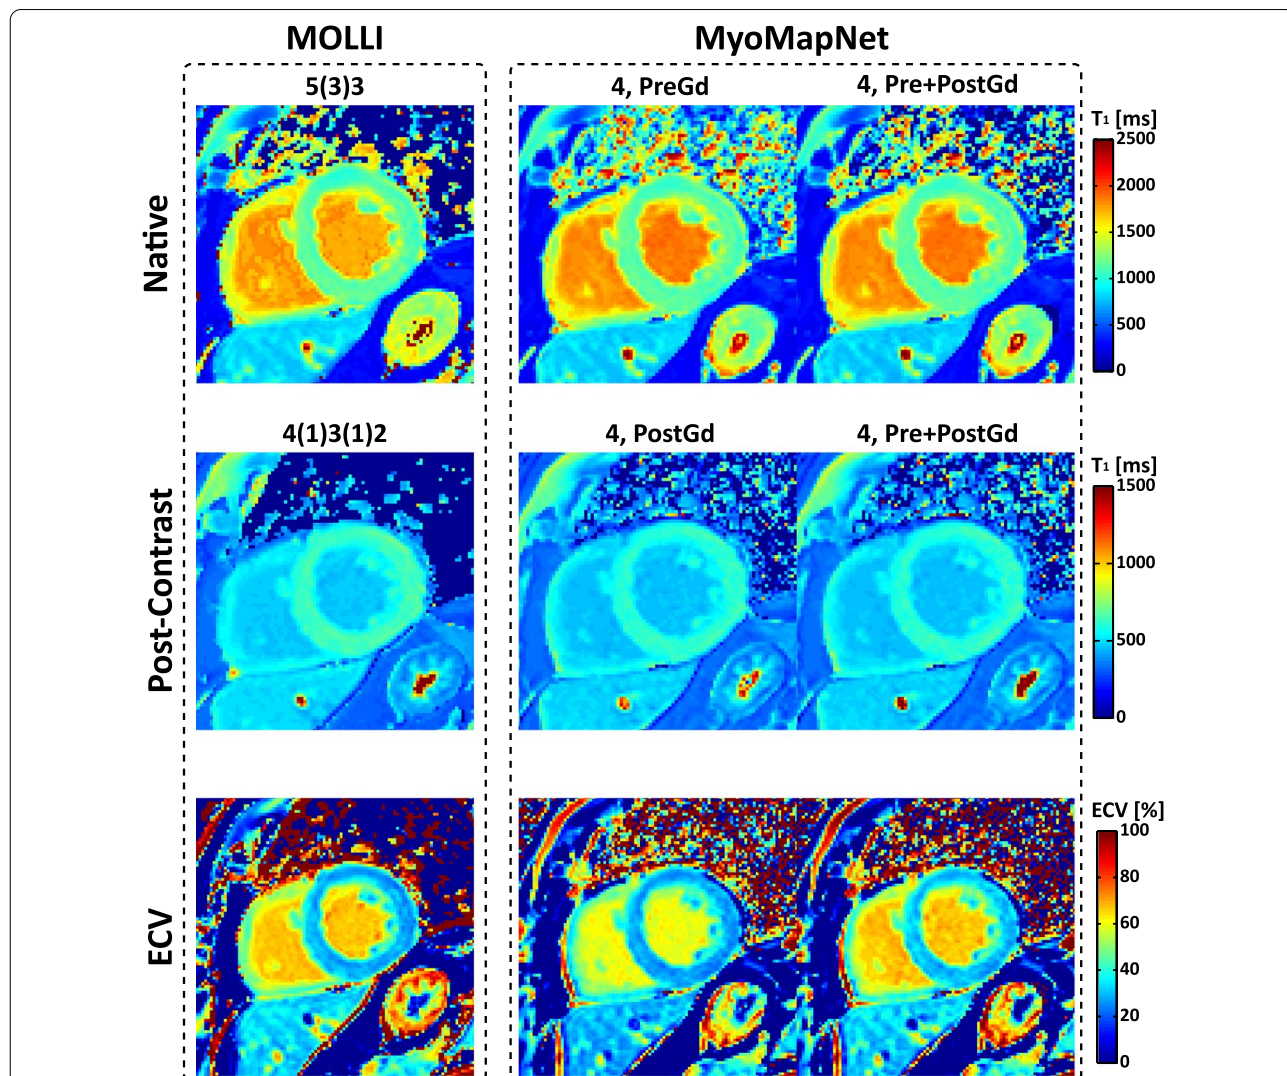 MOLLI MyoMapNet
5(3)3 4, PreGd 4, Pre+PostGd
Native
T1 [ms]
2500
2000
1500
1000
500
0
4(1)3(1)2 4, PostGd 4, Pre+PostGd
Post-Contrast
T1 [ms]
1500
1000
500
0
ECV
ECV [%]
100
80
60
40
20
0